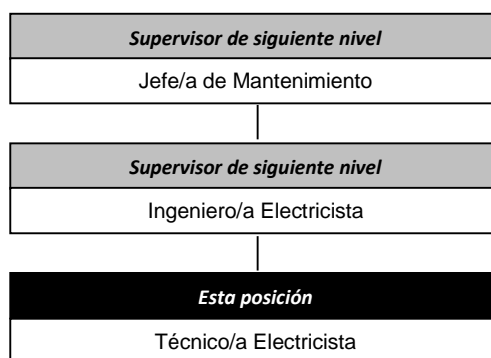 Supervisor de siguiente nivel
Jefe/a de Mantenimiento
Supervisor de siguiente nivel
Ingeniero/a Electricista
Esta posición
Técnico/a Electricista